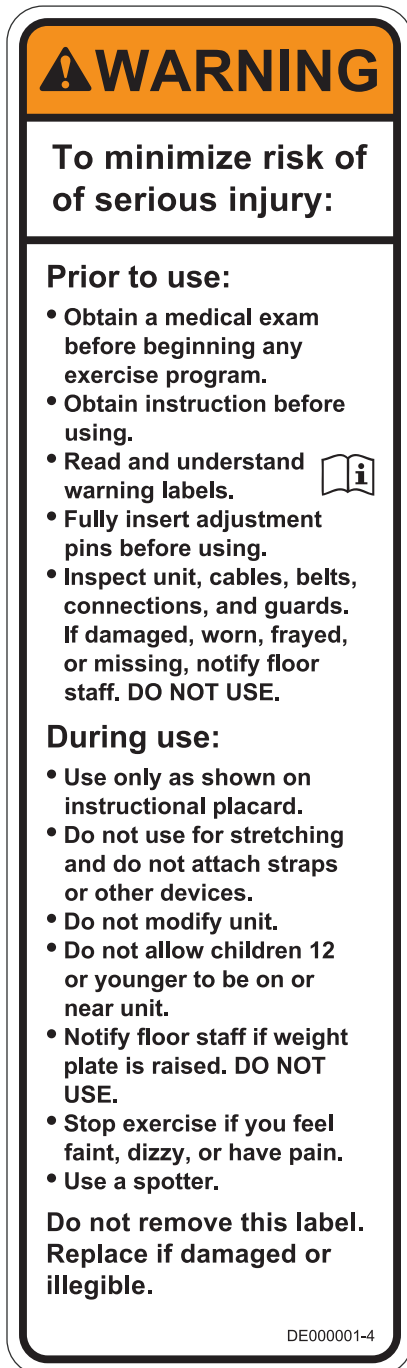 WARNING
To minimize risk of
of serious injury:
Prior to use:
• Obtain a medical exam
before beginning any
exercise program.
• Obtain instruction before
using.
• Read and understand
warning labels.
• Fully insert adjustment
pins before using.
• Inspect unit, cables, belts,
connections, and guards.
If damaged, worn, frayed,
or missing, notify floor
staff. DO NOT USE.
During use:
• Use only as shown on
instructional placard.
• Do not use for stretching
and do not attach straps
or other devices.
• Do not modify unit.
• Do not allow children 12
or younger to be on or
near unit.
• Notify floor staff if weight
plate is raised. DO NOT
USE.
• Stop exercise if you feel
faint, dizzy, or have pain.
• Use a spotter.
Do not remove this label.
Replace if damaged or
illegible.
DE000001-4